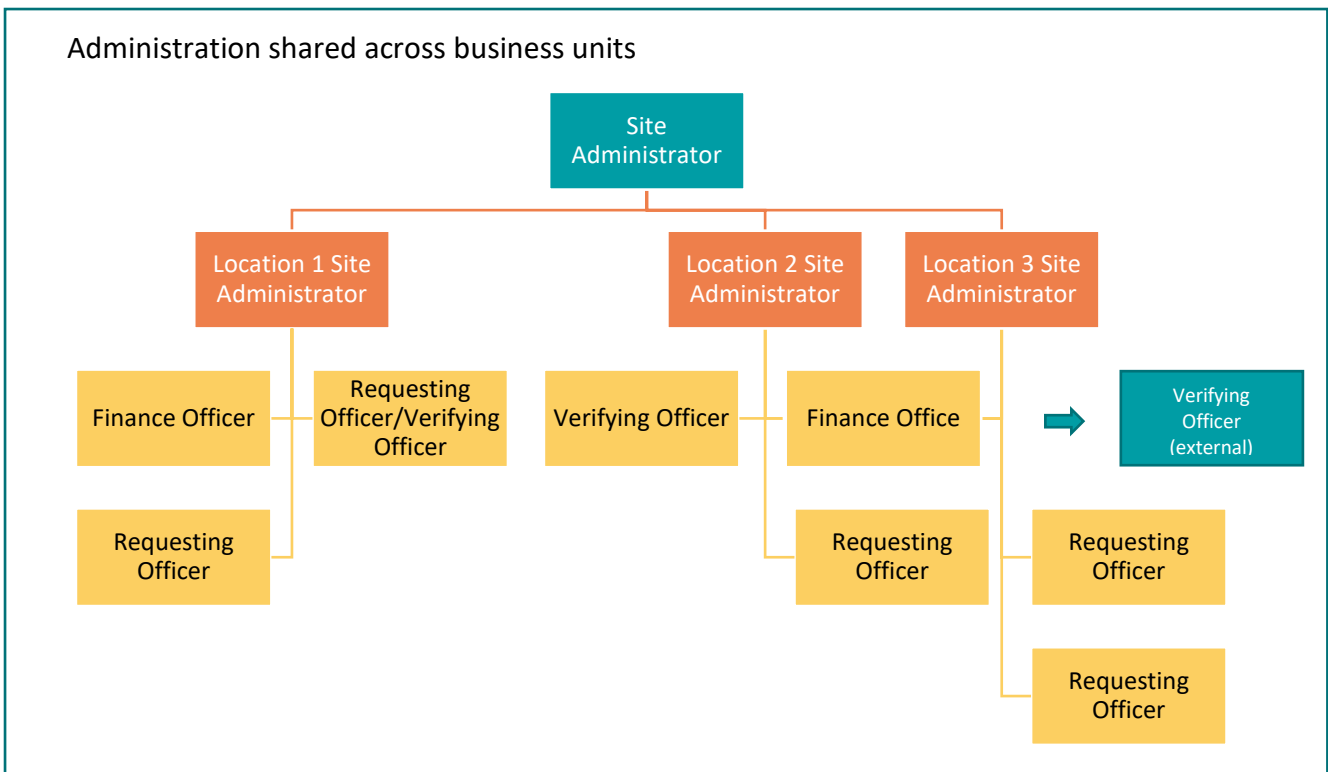 Administration shared across business units
Site
Administrator
Location 1 Site
Administrator
Location 2 Site
Administrator
Location 3 Site
Administrator
Finance Officer
Requesting
Officer/Verifying
Officer
Verifying Officer
Finance Office
Verifying
Officer
(external)
Requesting
Officer
Requesting
Officer
Requesting
Officer
Requesting
Officer